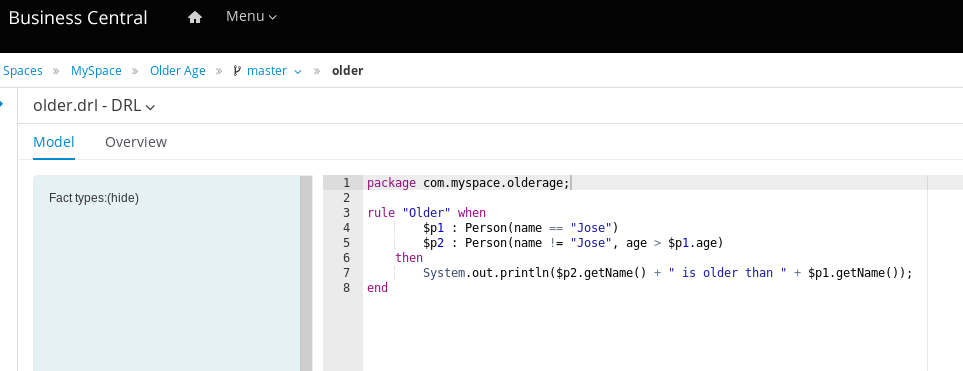 Business Central Menu
Spaces » MySpace » Older Age » master » older
older.drl - DRL
Model Overview
Fact types:(hide)
1 package com.myspace.olderage;
2
3 rule "Older" when
4 $p1 : Person(name == "Jose")
5 $p2 : Person(name != "Jose", age > $p1.age)
6 then
7 System.out.println($p2.getName() + " is older than " + $p1.getName());
8 end